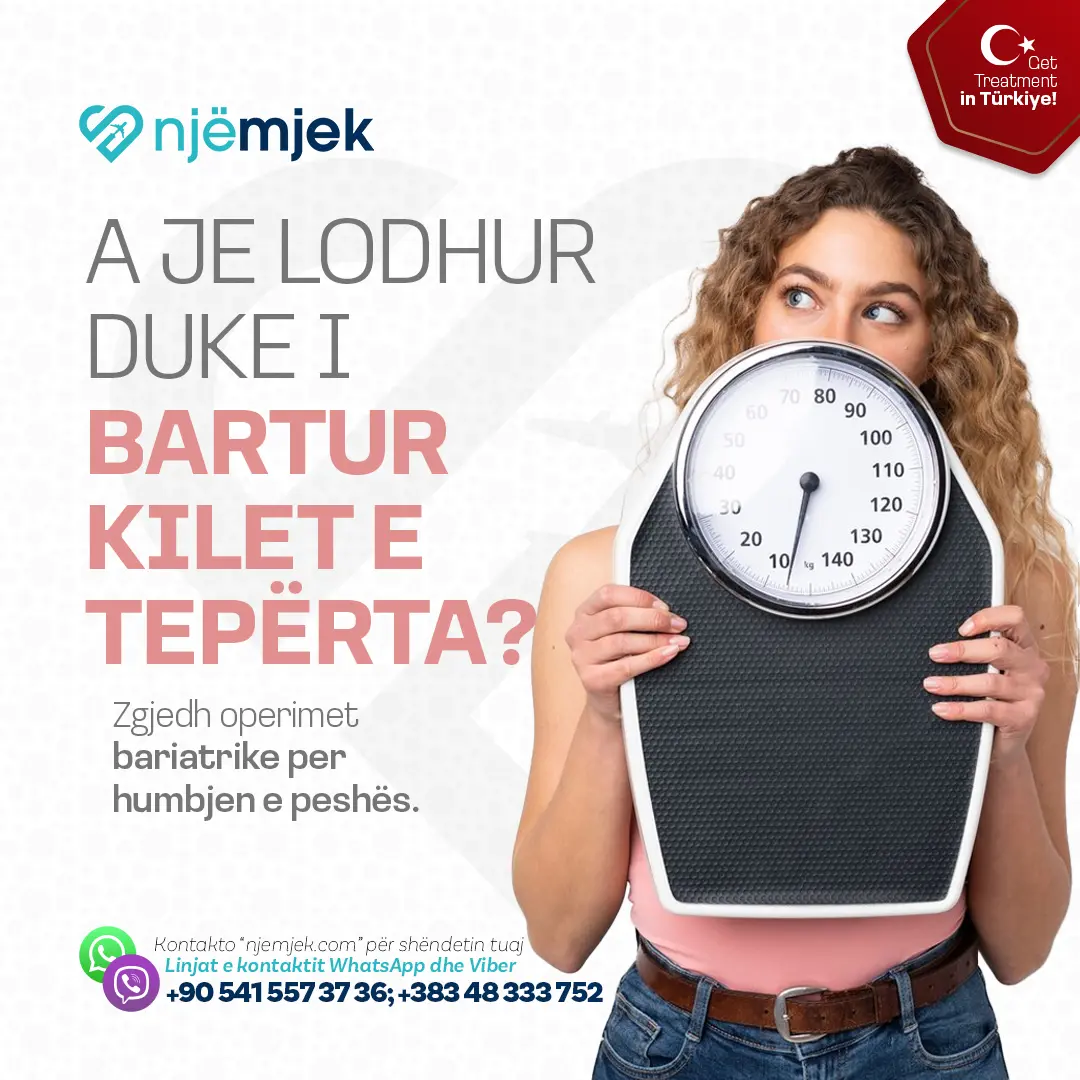 Get
Treatment
in Türkiye!
njëmjek
A JE LODHUR
DUKE I
BARTUR
KILET E
TEPËRTA?
Zgjedh operimet
bariatrike per
humbjen e peshës.
10
20
30
40
50
60
70
80
90
100
110
120
130
140
kg
Kontakto "njemjek.com" për shëndetin tuaj
Linjat e kontaktit WhatsApp dhe Viber
+90 541 557 37 36; +383 48 333 752